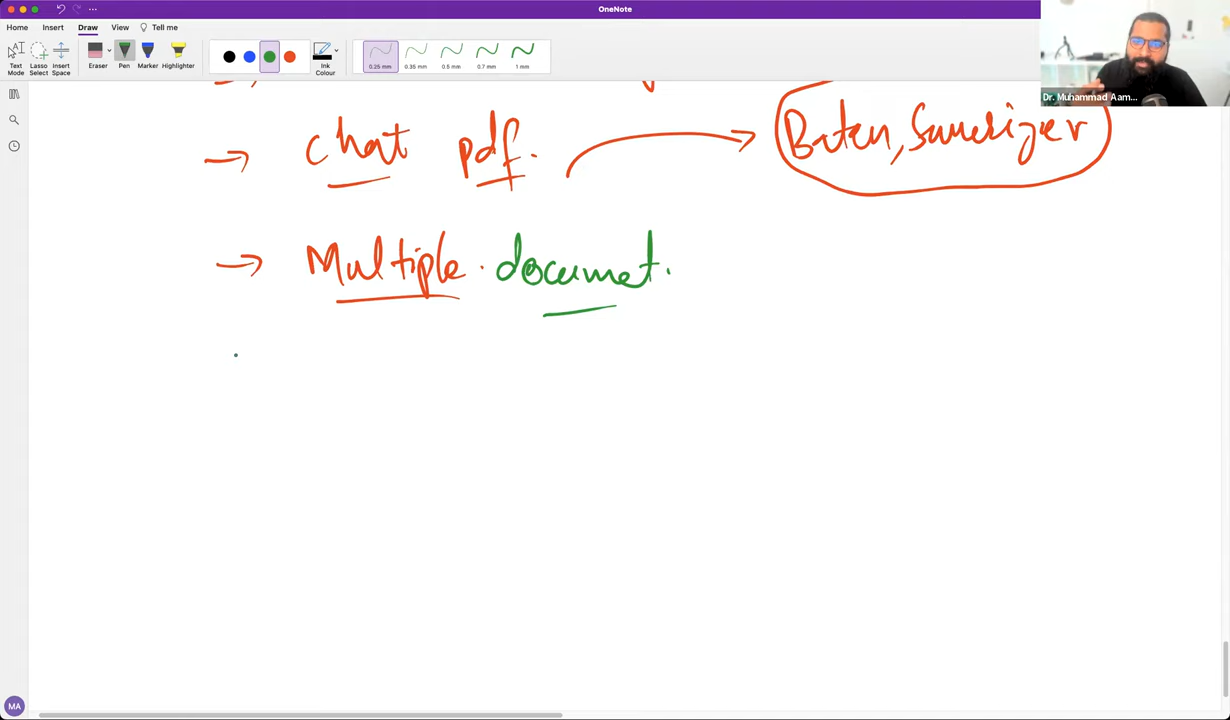 OneNote
Home Insert Draw View Tell me
Text Mode
Lasso Select
Insert Space
Eraser
Pen
Marker
Highlighter
Ink Colour
0.25 mm 0.35 mm 0.5 mm 0.7 mm 1 mm
Dr. Muhammad Aam...
→ chat pdf.
→ Multiple. documet.
MA